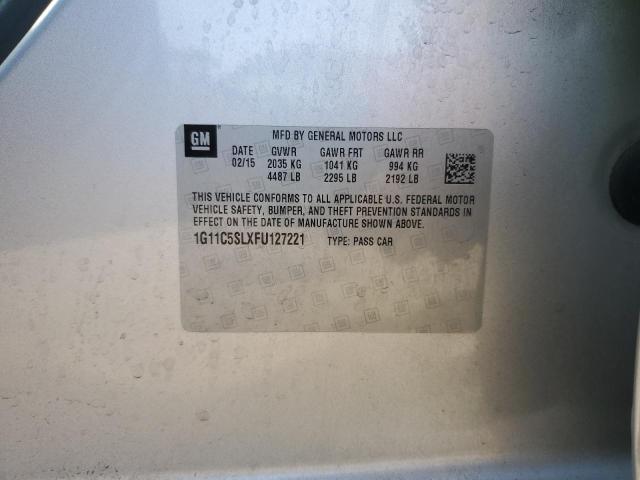 GM MFD BY GENERAL MOTORS LLC
DATE GVWR GAWR FRT GAWR RR
02/15 2035 KG 1041 KG 994 KG
4487 LB 2295 LB 2192 LB
THIS VEHICLE CONFORMS TO ALL APPLICABLE U.S. FEDERAL MOTOR
VEHICLE SAFETY, BUMPER, AND THEFT PREVENTION STANDARDS IN
EFFECT ON THE DATE OF MANUFACTURE SHOWN ABOVE.
1G11C5SLXFU127221 TYPE: PASS CAR